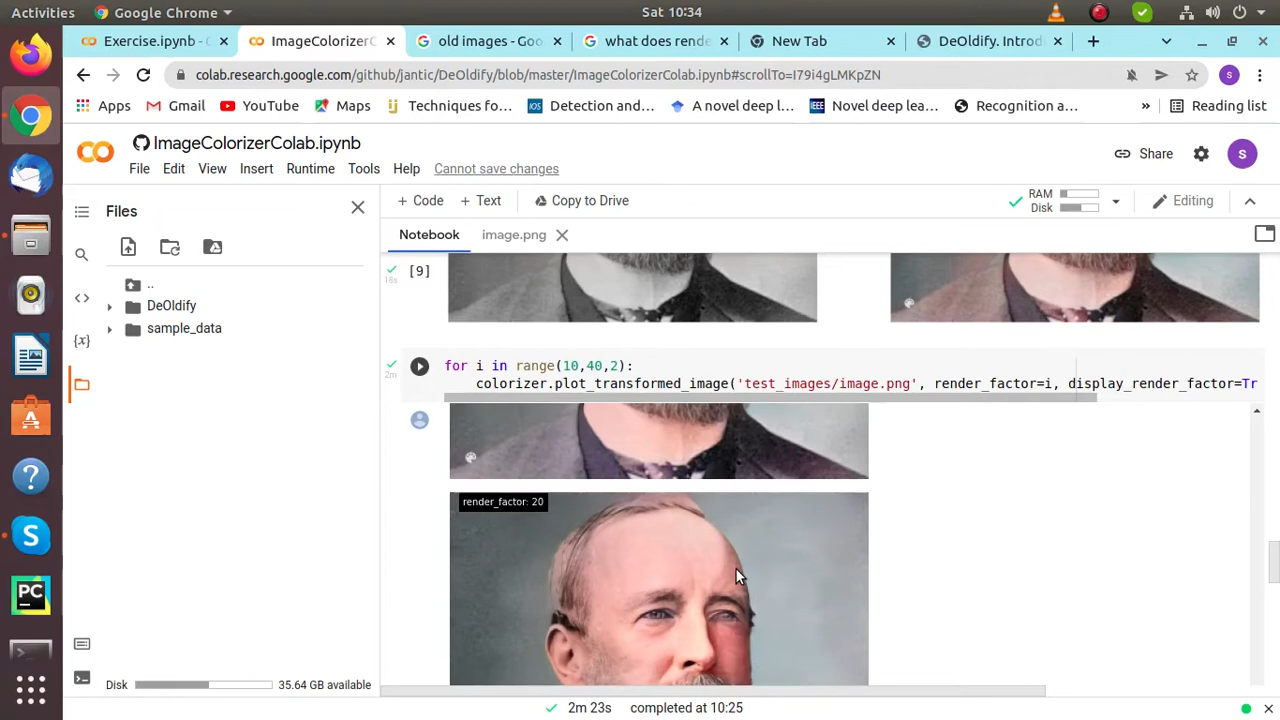 Activities Google Chrome Sat 10:34
Exercise.ipynb - C ImageColorizerC old images - Goo what does rende New Tab DeOldify. Introd
colab.research.google.com/github/jantic/DeOldify/blob/master/ImageColorizerColab.ipynb#scrollTo=I79i4gLMKpZN s
Apps Gmail YouTube Maps Techniques fo... Detection and... A novel deep l... Novel deep lea... Recognition a... » Reading list
ImageColorizerColab.ipynb Share S
File Edit View Insert Runtime Tools Help Cannot save changes
Files + Code + Text Copy to Drive RAM Disk Editing
Notebook image.png
..
DeOldify
sample_data
[9]
18s
for i in range(10,40,2):
colorizer.plot_transformed_image('test_images/image.png', render_factor=i, display_render_factor=Tr
2m
render_factor: 20
Disk 35.64 GB available
2m 23s completed at 10:25